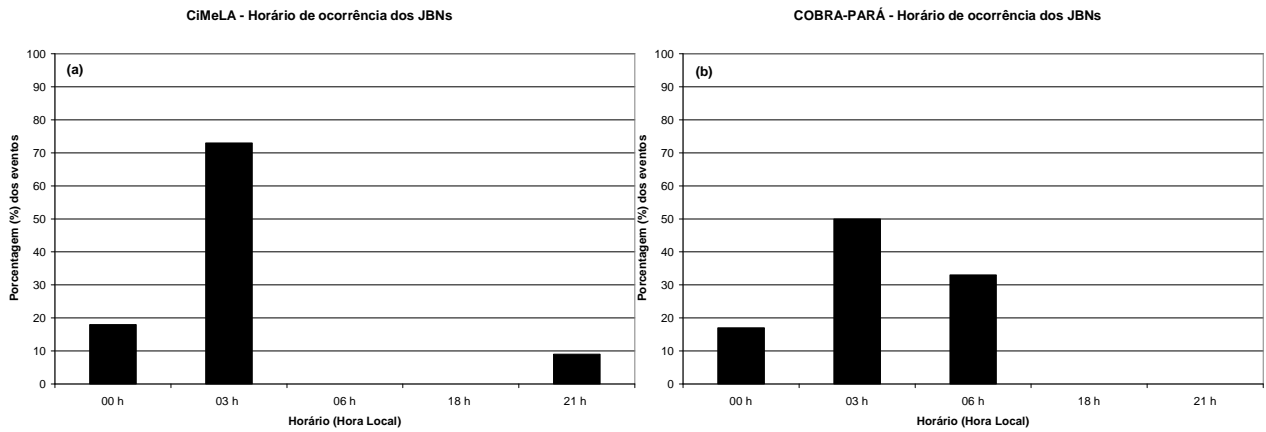 CiMeLA - Horário de ocorrência dos JBNs
(a)
Porcentagem (%) dos eventos
100
90
80
70
60
50
40
30
20
10
0
00 h 03 h 06 h 18 h 21 h
Horário (Hora Local)
COBRA-PARÁ - Horário de ocorrência dos JBNs
(b)
Porcentagem (%) dos eventos
100
90
80
70
60
50
40
30
20
10
0
00 h 03 h 06 h 18 h 21 h
Horário (Hora Local)